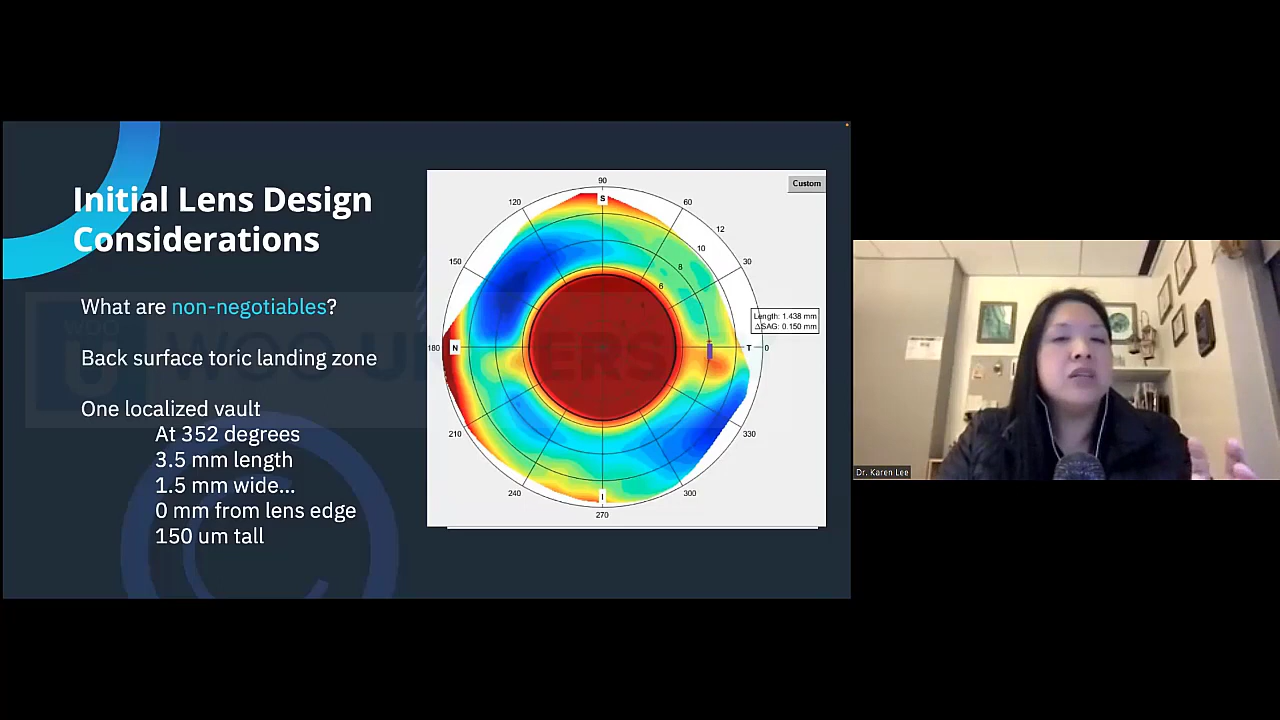 Initial Lens Design
Considerations
What are non-negotiables?
Back surface toric landing zone
One localized vault
At 352 degrees
3.5 mm length
1.5 mm wide...
0 mm from lens edge
150 um tall
Custom
90
S
120
60
12
10
150
30
8
6
Length: 1.438 mm
ΔSAG: 0.150 mm
180
N
T
0
210
330
240
I
300
270
Dr. Karen Lee